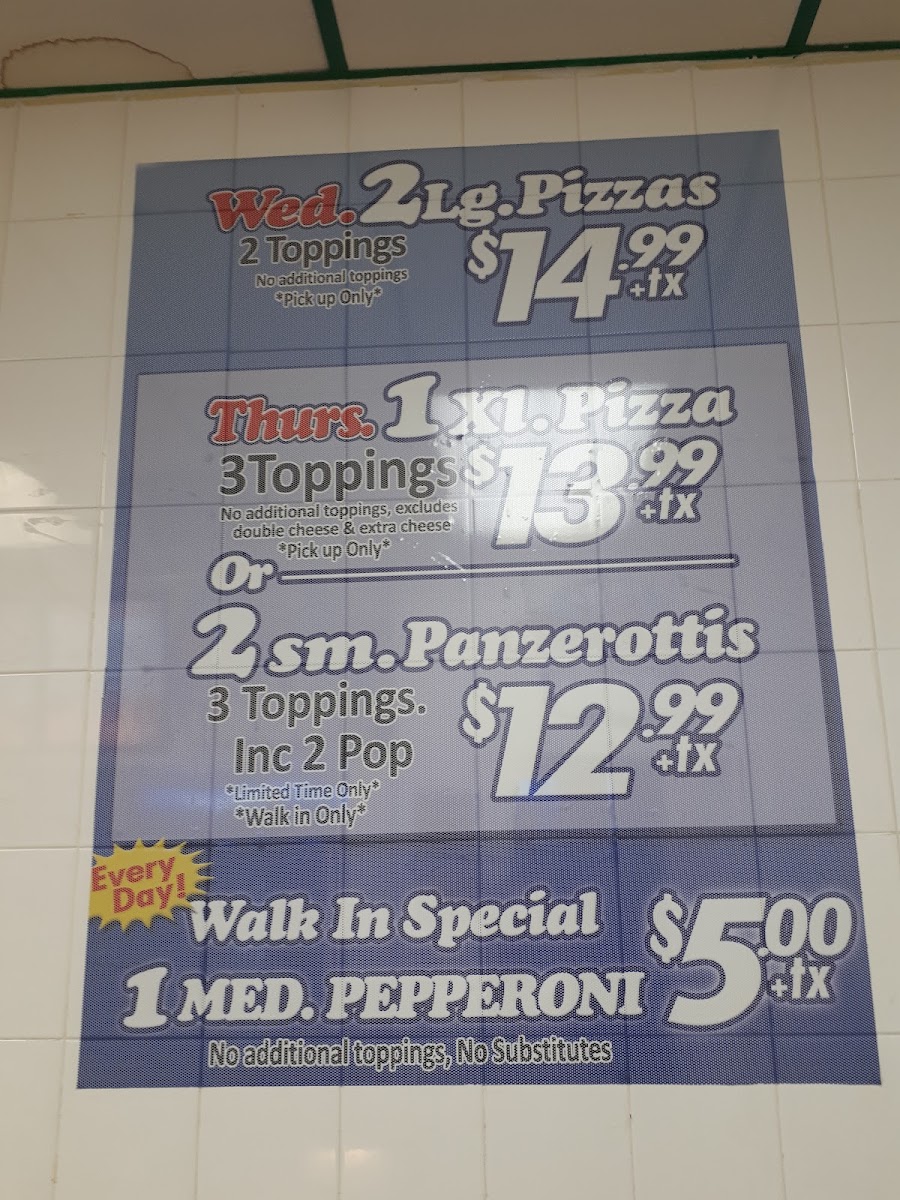 Wed. 2 Lg. Pizzas
2 Toppings
No additional toppings
*Pick up Only*
$14.99
+tx
Thurs. 1 Xl. Pizza
3 Toppings
No additional toppings, excludes
double cheese & extra cheese
*Pick up Only*
$13.99
+tx
Or
2 sm. Panzerottis
3 Toppings.
Inc 2 Pop
*Limited Time Only*
*Walk in Only*
$12.99
+tx
Every
Day!
Walk In Special
1 MED. PEPPERONI
$5.00
+tx
No additional toppings, No Substitutes